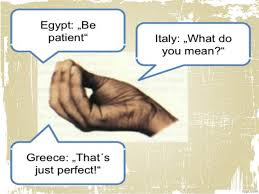 Egypt: „Be
patient“
Italy: „What do
you mean?“
Greece: „That´s
just perfect!“